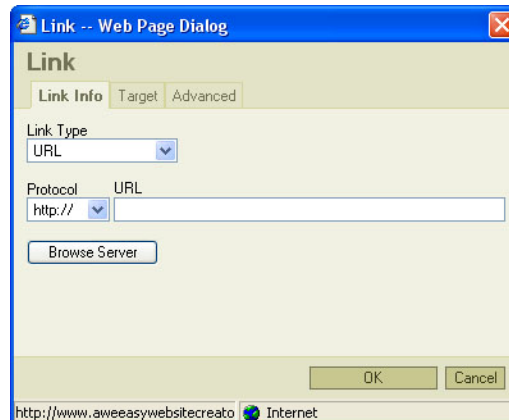 Link -- Web Page Dialog
Link
Link Info Target Advanced
Link Type
URL
Protocol URL
http://
Browse Server
OK Cancel
http://www.aweeasywebsitecreato Internet